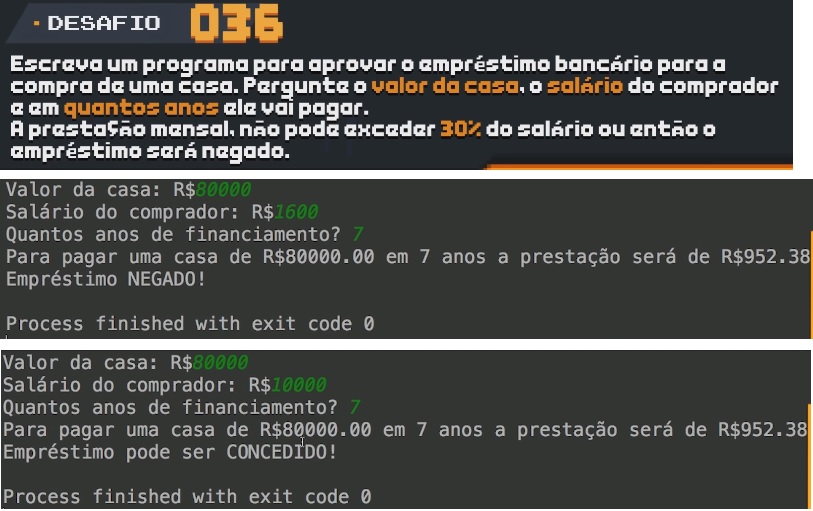 DESAFIO 036
Escreva um programa para aprovar o empréstimo bancário para a
compra de uma casa. Pergunte o valor da casa, o salário do comprador
e em quantos anos ele vai pagar.
A prestação mensal, não pode exceder 30% do salário ou então o
empréstimo será negado.
Valor da casa: R$80000
Salário do comprador: R$1600
Quantos anos de financiamento? 7
Para pagar uma casa de R$80000.00 em 7 anos a prestação será de R$952.38
Empréstimo NEGADO!
Process finished with exit code 0
Valor da casa: R$80000
Salário do comprador: R$10000
Quantos anos de financiamento? 7
Para pagar uma casa de R$80000.00 em 7 anos a prestação será de R$952.38
Empréstimo pode ser CONCEDIDO!
Process finished with exit code 0